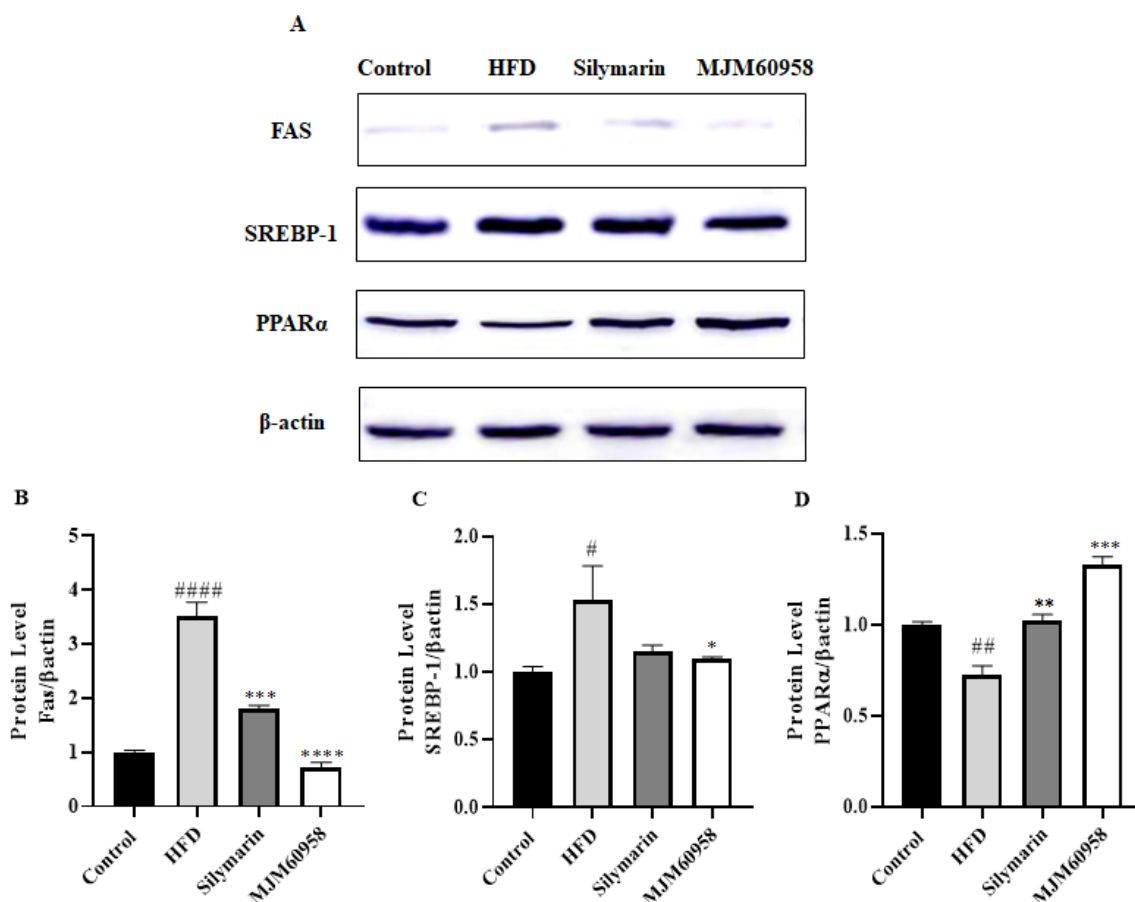 A
Control HFD Silymarin MJM60958
FAS
SREBP-1
PPARα
β-actin
B
Protein Level
Fas/βactin
5
4
3
2
1
0
####
***
****
Control
HFD
Silymarin
MJM60958
C
Protein Level
SREBP-1/βactin
2.0
1.5
1.0
0.5
0.0
#
*
Control
HFD
Silymarin
MJM60958
D
Protein Level
PPARα/βactin
1.5
1.0
0.5
0.0
##
**
***
Control
HFD
Silymarin
MJM60958